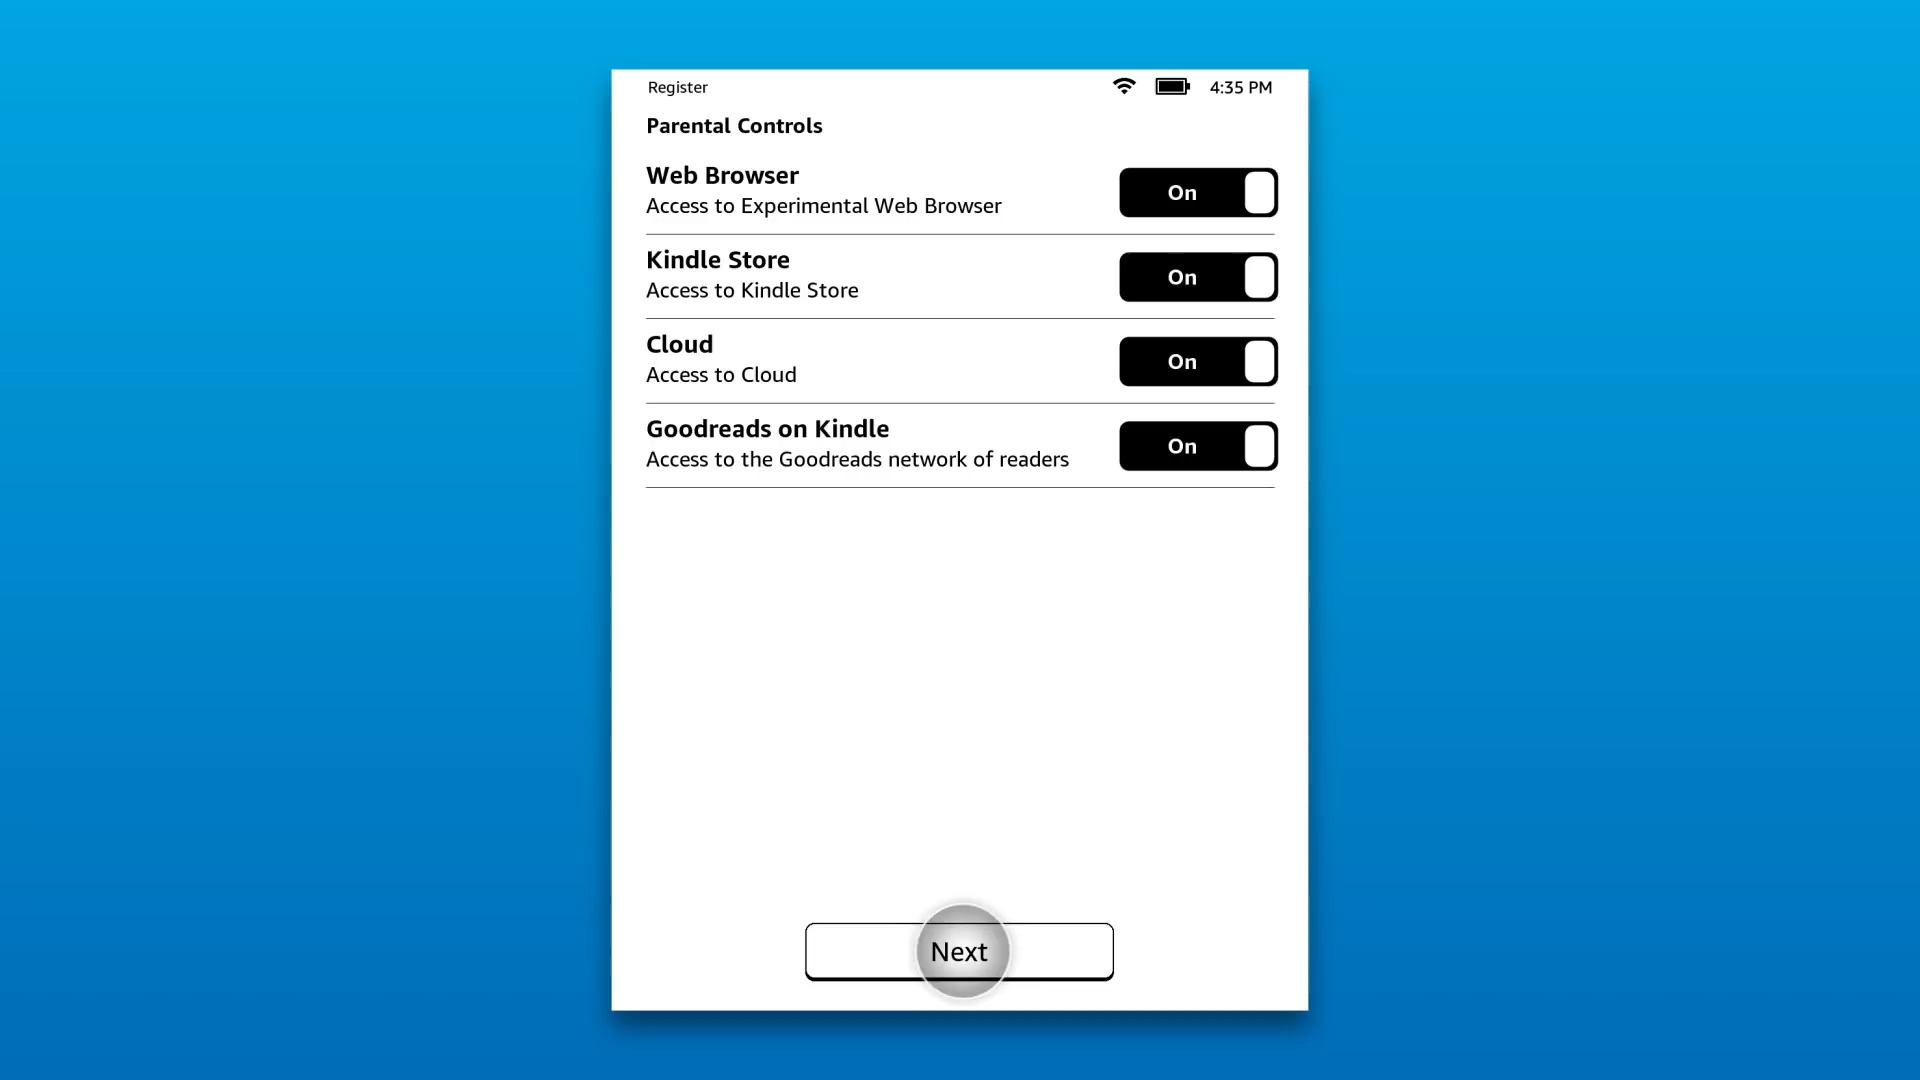 Register
4:35 PM
Parental Controls
Web Browser
Access to Experimental Web Browser
On
Kindle Store
Access to Kindle Store
On
Cloud
Access to Cloud
On
Goodreads on Kindle
Access to the Goodreads network of readers
On
Next